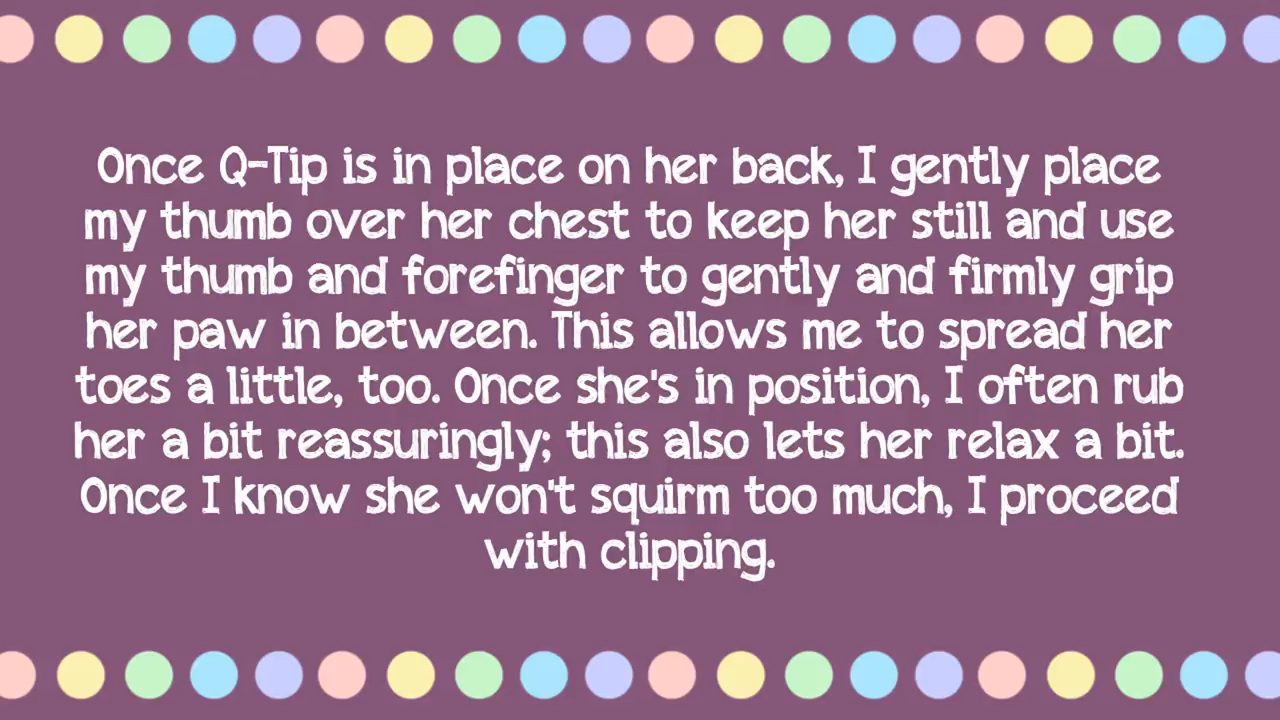 Once Q-Tip is in place on her back, I gently place
my thumb over her chest to keep her still and use
my thumb and forefinger to gently and firmly grip
her paw in between. This allows me to spread her
toes a little, too. Once she's in position, I often rub
her a bit reassuringly; this also lets her relax a bit.
Once I know she won't squirm too much, I proceed
with clipping.